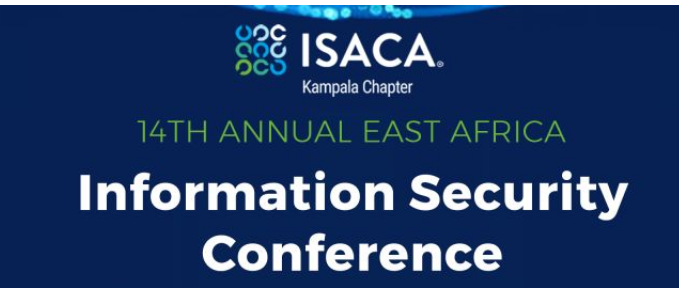 ISACA®
Kampala Chapter
14TH ANNUAL EAST AFRICA
Information Security
Conference